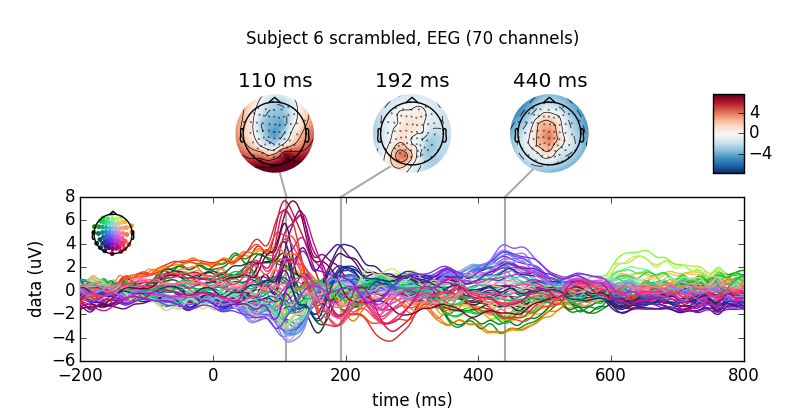 Subject 6 scrambled, EEG (70 channels)
110 ms 192 ms 440 ms
4
0
−4
8
6
4
2
0
−2
−4
−6
data (uV)
−200 0 200 400 600 800
time (ms)